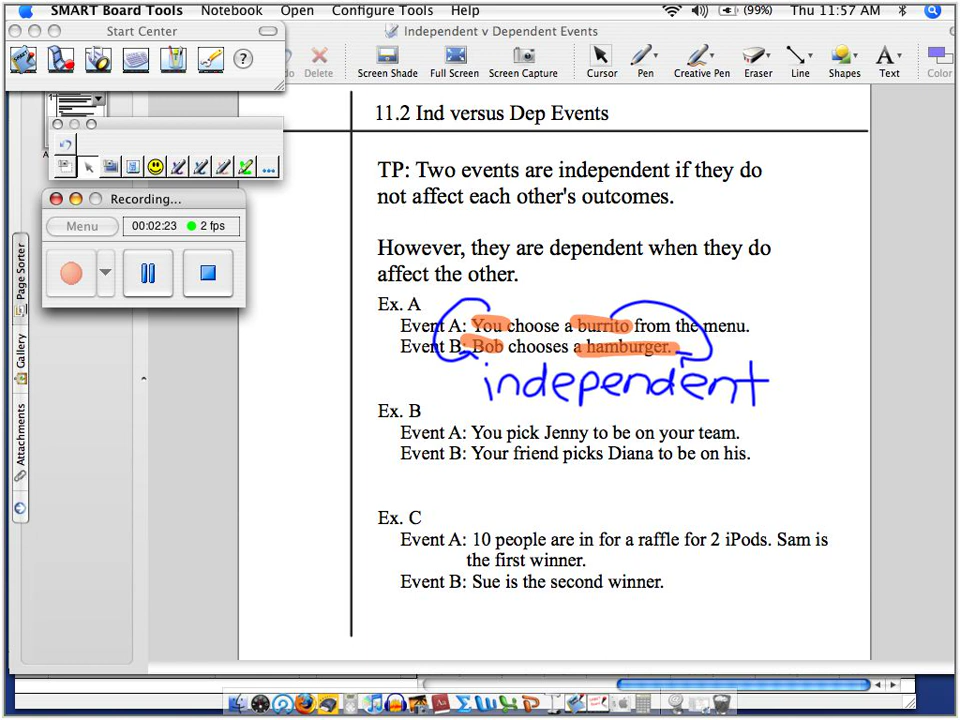 SMART Board Tools Notebook Open Configure Tools Help (99%) Thu 11:57 AM
Start Center
Independent v Dependent Events
Delete Screen Shade Full Screen Screen Capture Cursor Pen Creative Pen Eraser Line Shapes Text Color
Recording...
Menu 00:02:23 2 fps
Page Sorter
Gallery
Attachments
11.2 Ind versus Dep Events
TP: Two events are independent if they do
not affect each other's outcomes.
However, they are dependent when they do
affect the other.
Ex. A
Event A: You choose a burrito from the menu.
Event B: Bob chooses a hamburger.
independent
Ex. B
Event A: You pick Jenny to be on your team.
Event B: Your friend picks Diana to be on his.
Ex. C
Event A: 10 people are in for a raffle for 2 iPods. Sam is
the first winner.
Event B: Sue is the second winner.